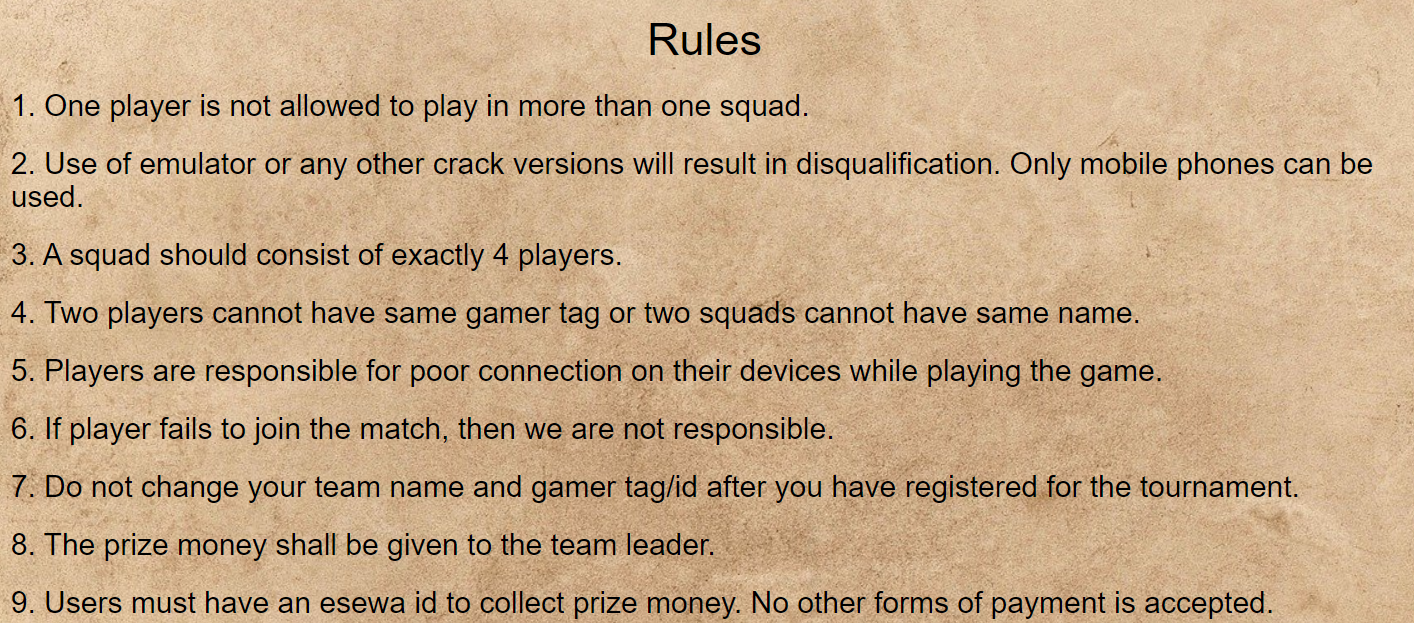 Rules
1. One player is not allowed to play in more than one squad.
2. Use of emulator or any other crack versions will result in disqualification. Only mobile phones can be
used.
3. A squad should consist of exactly 4 players.
4. Two players cannot have same gamer tag or two squads cannot have same name.
5. Players are responsible for poor connection on their devices while playing the game.
6. If player fails to join the match, then we are not responsible.
7. Do not change your team name and gamer tag/id after you have registered for the tournament.
8. The prize money shall be given to the team leader.
9. Users must have an esewa id to collect prize money. No other forms of payment is accepted.